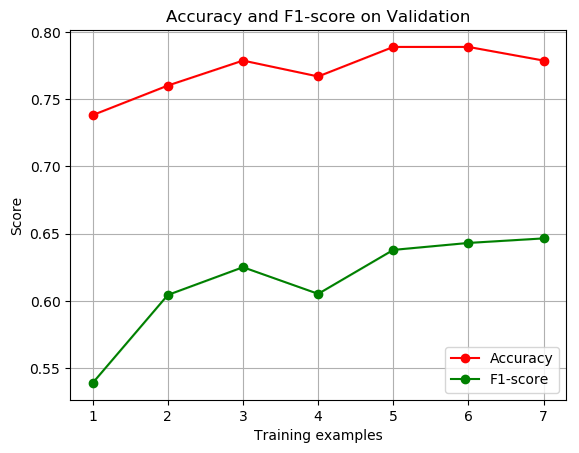 Accuracy and F1-score on Validation
0.80
0.75
0.70
0.65
0.60
0.55
Score
1 2 3 4 5 6 7
Training examples
Accuracy
F1-score